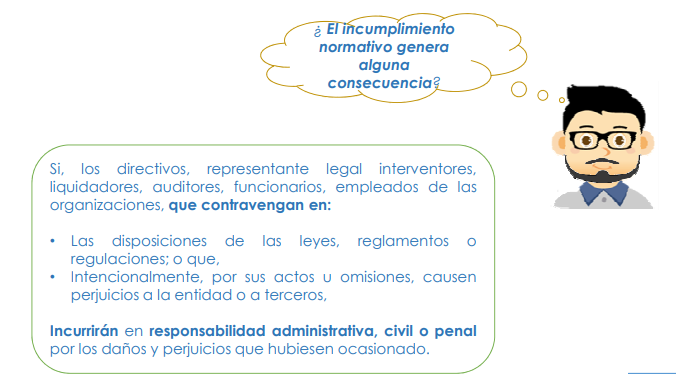 ¿ El incumplimiento
normativo genera
alguna
consecuencia?
Si, los directivos, representante legal interventores,
liquidadores, auditores, funcionarios, empleados de las
organizaciones, que contravengan en:
• Las disposiciones de las leyes, reglamentos o
regulaciones; o que,
• Intencionalmente, por sus actos u omisiones, causen
perjuicios a la entidad o a terceros,
Incurrirán en responsabilidad administrativa, civil o penal
por los daños y perjuicios que hubiesen ocasionado.